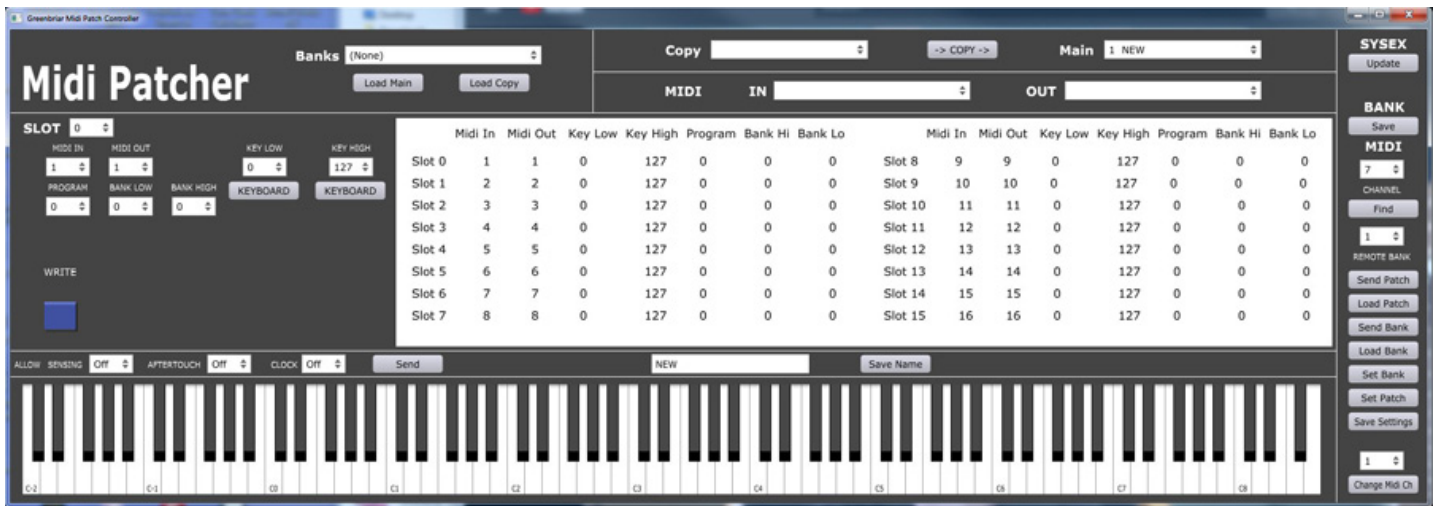 Greenbriar Midi Patch Controller
Midi Patcher
Banks (None)
Load Main Load Copy
Copy -> COPY -> Main 1 NEW
MIDI IN OUT
SYSEX
Update
BANK
Save
MIDI
7
CHANNEL
Find
1
REMOTE BANK
Send Patch
Load Patch
Send Bank
Load Bank
Set Bank
Set Patch
Save Settings
1
Change Midi Ch
SLOT 0
MIDI IN MIDI OUT KEY LOW KEY HIGH
1 1 0 127
PROGRAM BANK LOW BANK HIGH KEYBOARD KEYBOARD
0 0 0
WRITE
Midi In Midi Out Key Low Key High Program Bank Hi Bank Lo Midi In Midi Out Key Low Key High Program Bank Hi Bank Lo
Slot 0 1 1 0 127 0 0 0 Slot 8 9 9 0 127 0 0 0
Slot 1 2 2 0 127 0 0 0 Slot 9 10 10 0 127 0 0 0
Slot 2 3 3 0 127 0 0 0 Slot 10 11 11 0 127 0 0 0
Slot 3 4 4 0 127 0 0 0 Slot 11 12 12 0 127 0 0 0
Slot 4 5 5 0 127 0 0 0 Slot 12 13 13 0 127 0 0 0
Slot 5 6 6 0 127 0 0 0 Slot 13 14 14 0 127 0 0 0
Slot 6 7 7 0 127 0 0 0 Slot 14 15 15 0 127 0 0 0
Slot 7 8 8 0 127 0 0 0 Slot 15 16 16 0 127 0 0 0
ALLOW SENSING Off AFTERTOUCH Off CLOCK Off Send NEW Save Name
C-2 C-1 C0 C1 C2 C3 C4 C5 C6 C7 C8